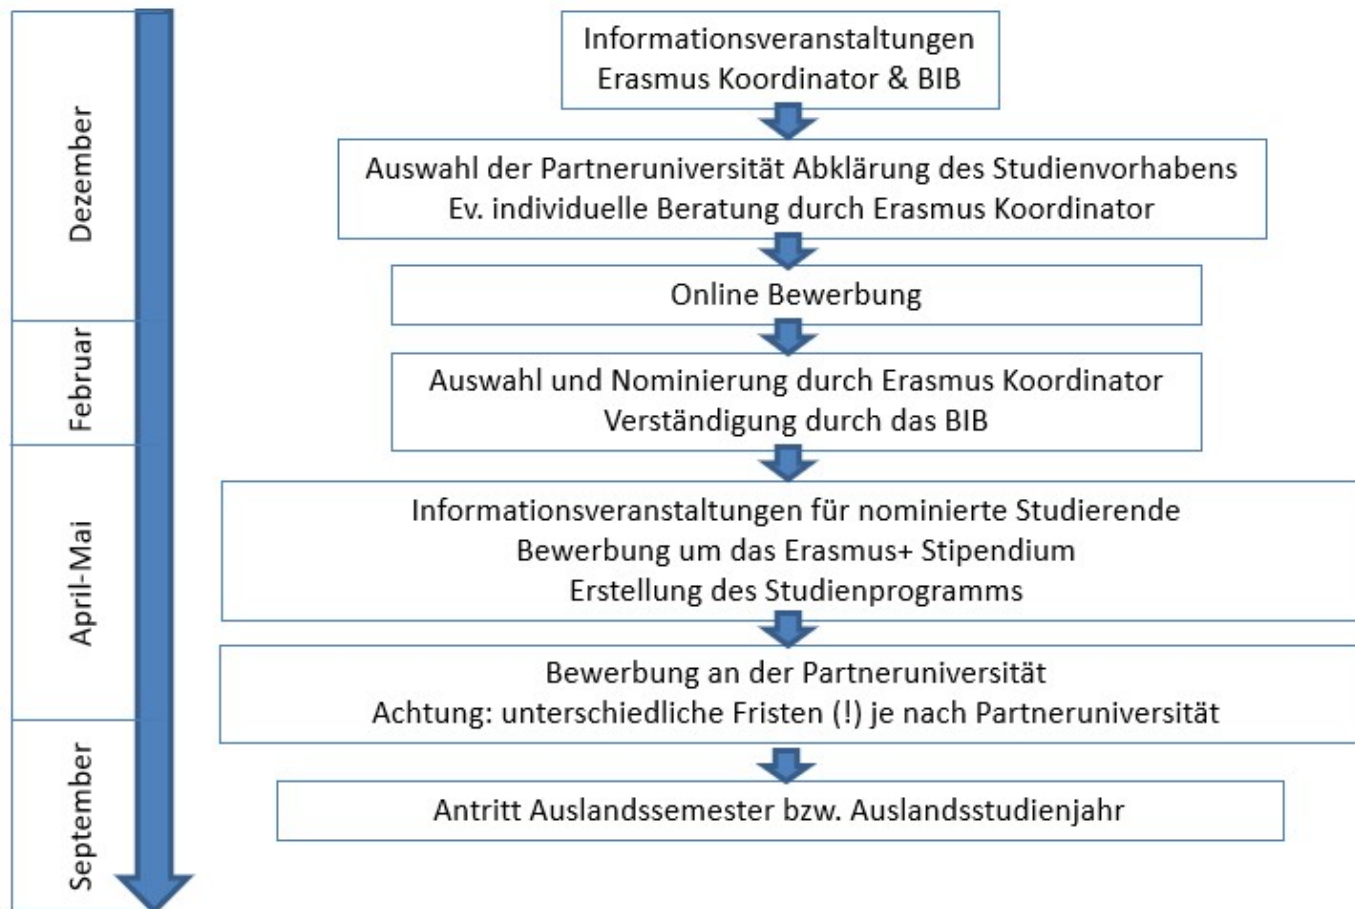 Dezember
Informationsveranstaltungen
Erasmus Koordinator & BIB
Auswahl der Partneruniversität Abklärung des Studienvorhabens
Ev. individuelle Beratung durch Erasmus Koordinator
Online Bewerbung
Februar
Auswahl und Nominierung durch Erasmus Koordinator
Verständigung durch das BIB
April-Mai
Informationsveranstaltungen für nominierte Studierende
Bewerbung um das Erasmus+ Stipendium
Erstellung des Studienprogramms
Bewerbung an der Partneruniversität
Achtung: unterschiedliche Fristen (!) je nach Partneruniversität
September
Antritt Auslandssemester bzw. Auslandsstudienjahr